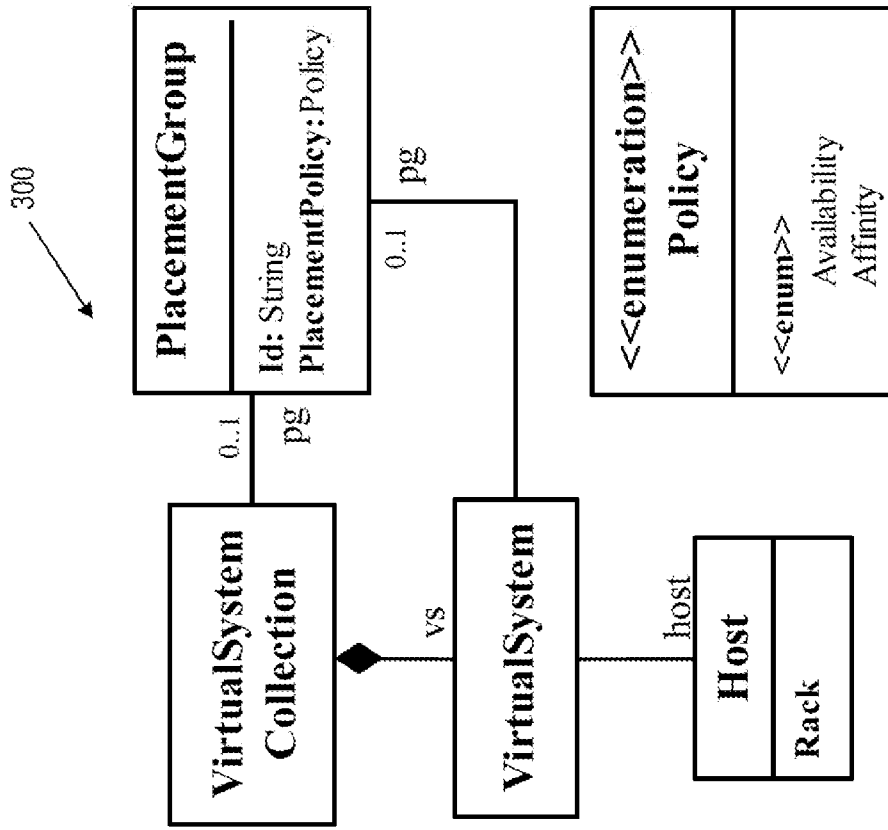 300
VirtualSystem
Collection
0..1
pg
PlacementGroup
Id: String
PlacementPolicy: Policy
vs
0..1
pg
VirtualSystem
host
Host
Rack
<<enumeration>>
Policy
<<enum>>
Availability
Affinity